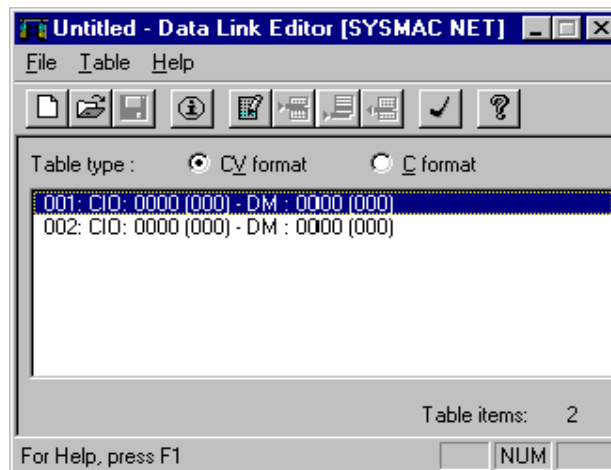 Untitled - Data Link Editor [SYSMAC NET]
File Table Help
Table type : CV format C format
001: CIO: 0000 (000) - DM : 0000 (000)
002: CIO: 0000 (000) - DM : 0000 (000)
Table items: 2
For Help, press F1 NUM